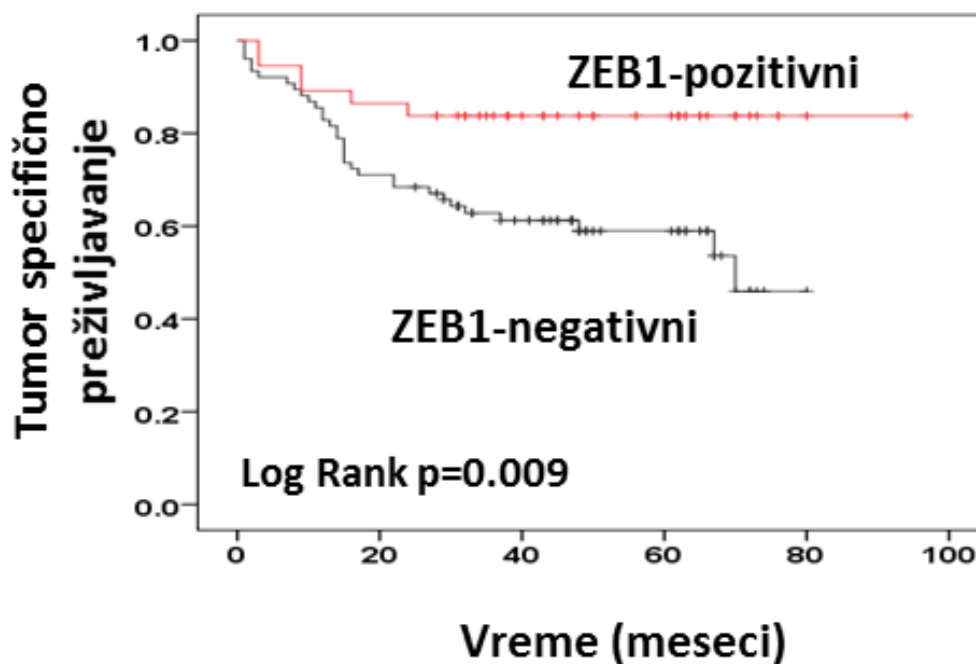 Tumor specifično
preživljavanje
1.0
0.8
0.6
0.4
0.2
0.0
ZEB1-pozitivni
ZEB1-negativni
Log Rank p=0.009
0 20 40 60 80 100
Vreme (meseci)